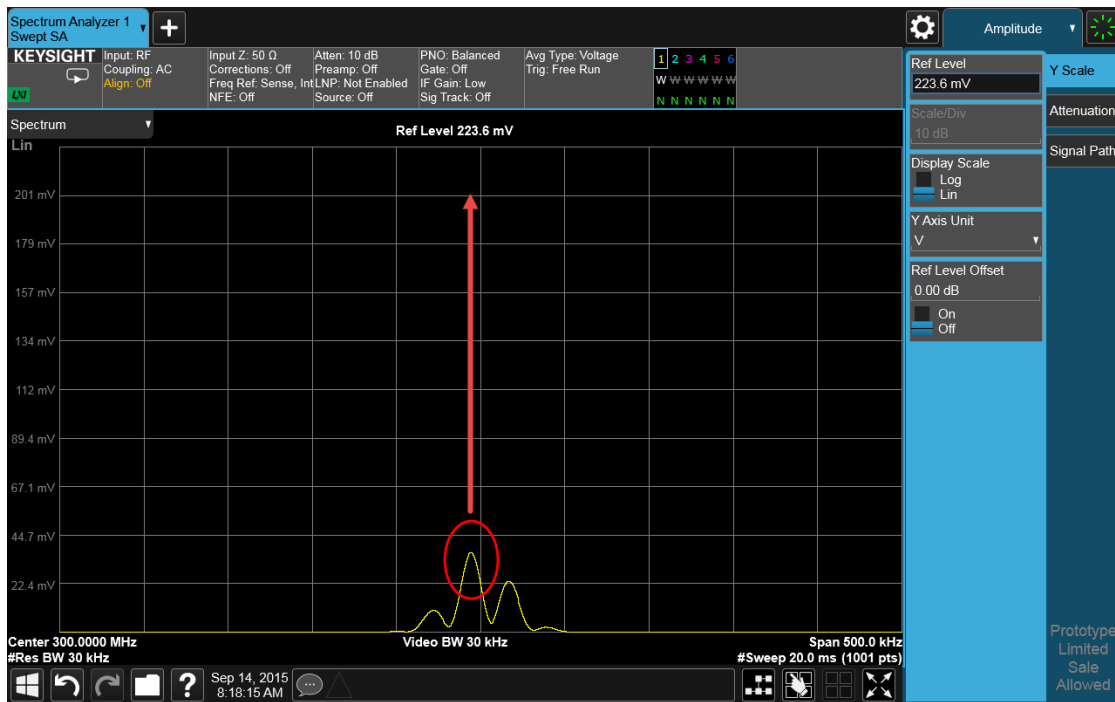 Spectrum Analyzer 1
Swept SA
+
Amplitude
KEYSIGHT
LXI
Input: RF
Coupling: AC
Align: Off
Input Z: 50 Ω
Corrections: Off
Freq Ref: Sense, Int
NFE: Off
Atten: 10 dB
Preamp: Off
LNP: Not Enabled
Source: Off
PNO: Balanced
Gate: Off
IF Gain: Low
Sig Track: Off
Avg Type: Voltage
Trig: Free Run
1 2 3 4 5 6
W W W W W W
N N N N N N
Spectrum
Ref Level 223.6 mV
Lin
201 mV
179 mV
157 mV
134 mV
112 mV
89.4 mV
67.1 mV
44.7 mV
22.4 mV
Center 300.0000 MHz
Video BW 30 kHz
Span 500.0 kHz
#Res BW 30 kHz
#Sweep 20.0 ms (1001 pts)
?
Sep 14, 2015
8:18:15 AM
Ref Level
223.6 mV
Scale/Div
10 dB
Display Scale
Log
Lin
Y Axis Unit
V
Ref Level Offset
0.00 dB
On
Off
Y Scale
Attenuation
Signal Path
Prototype
Limited
Sale
Allowed